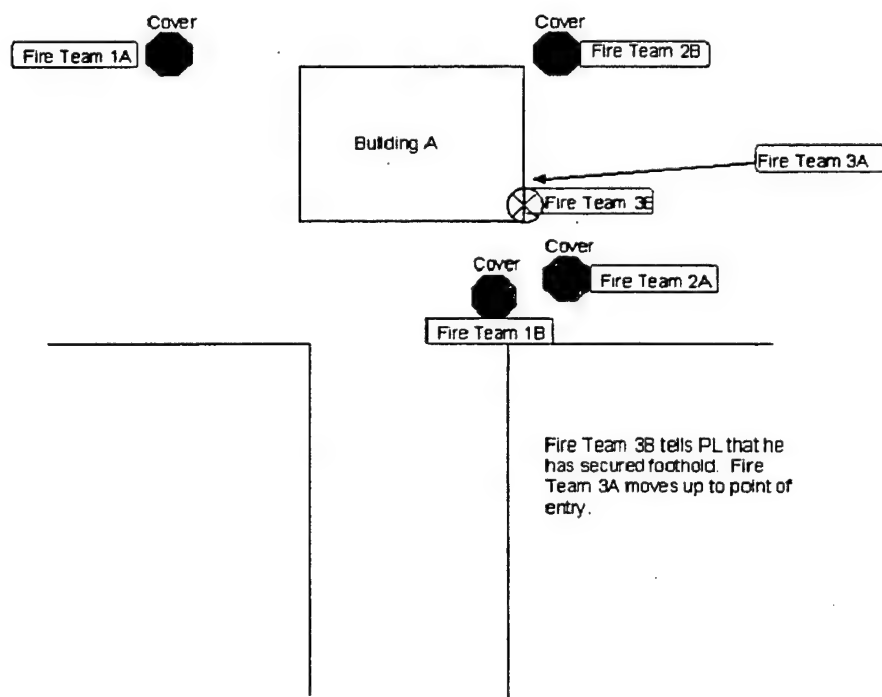 Cover
Cover
Fire Team 1A
Fire Team 2B
Building A
Fire Team 3A
Fire Team 3E
Cover
Cover
Fire Team 2A
Fire Team 1B
Fire Team 3B tells PL that he
has secured foothold. Fire
Team 3A moves up to point of
entry.